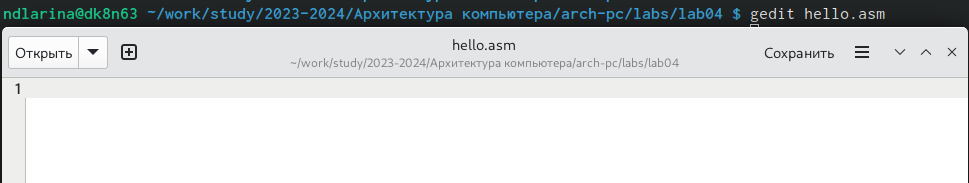 ndlarina@dk8n63 ~/work/study/2023-2024/Архитектура компьютера/arch-pc/labs/lab04 $ gedit hello.asm
Открыть
hello.asm
~/work/study/2023-2024/Архитектура компьютера/arch-pc/labs/lab04
Сохранить
1